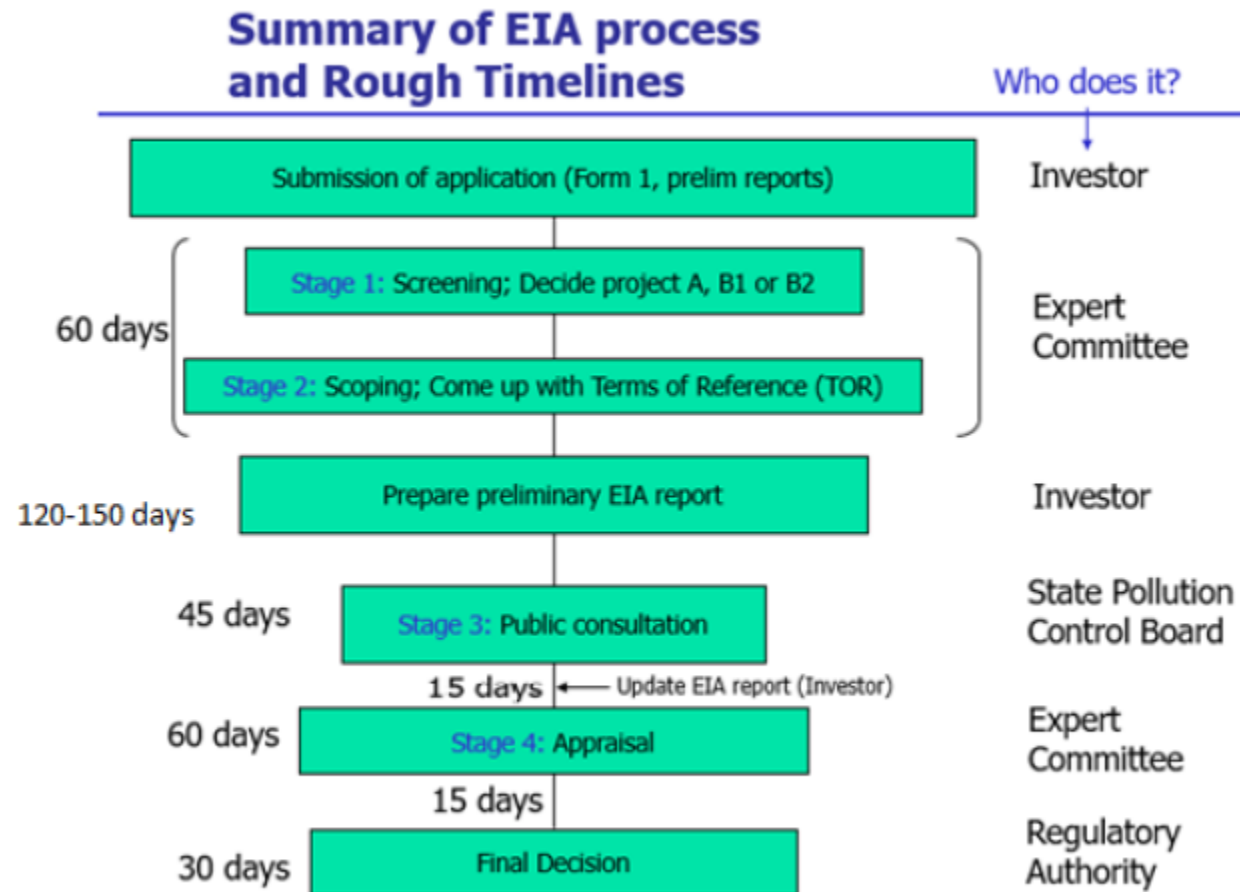 Summary of EIA process
and Rough Timelines
Who does it?
Submission of application (Form 1, prelim reports)
Investor
Stage 1: Screening; Decide project A, B1 or B2
60 days
Expert
Committee
Stage 2: Scoping; Come up with Terms of Reference (TOR)
Prepare preliminary EIA report
Investor
120-150 days
45 days
Stage 3: Public consultation
State Pollution
Control Board
15 days
Update EIA report (Investor)
60 days
Stage 4: Appraisal
Expert
Committee
15 days
30 days
Final Decision
Regulatory
Authority